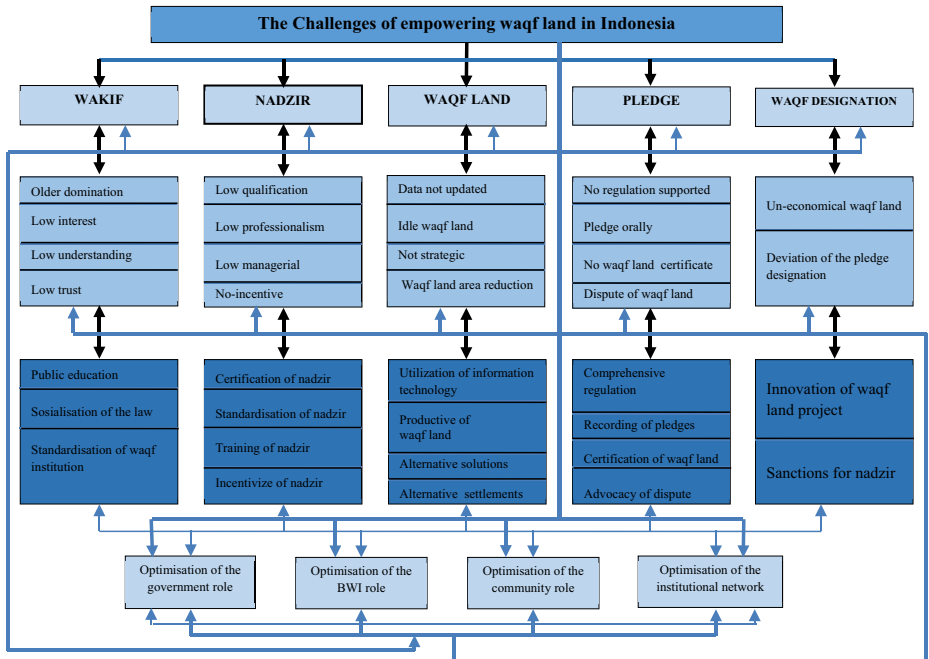 The Challenges of empowering waqf land in Indonesia
WAKIF
NADZIR
WAQF LAND
PLEDGE
WAQF DESIGNATION
Older domination
Low interest
Low understanding
Low trust
Low qualification
Low professionalism
Low managerial
No-incentive
Data not updated
Idle waqf land
Not strategic
Waqf land area reduction
No regulation supported
Pledge orally
No waqf land certificate
Dispute of waqf land
Un-economical waqf land
Deviation of the pledge
designation
Public education
Sosialisation of the law
Standardisation of waqf
institution
Certification of nadzir
Standardisation of nadzir
Training of nadzir
Incentivize of nadzir
Utilization of information
technology
Productive of
waqf land
Alternative solutions
Alternative settlements
Comprehensive
regulation
Recording of pledges
Certification of waqf land
Advocacy of dispute
Innovation of waqf
land project
Sanctions for nadzir
Optimisation of the
government role
Optimisation of the
BWI role
Optimisation of the
community role
Optimisation of the
institutional network